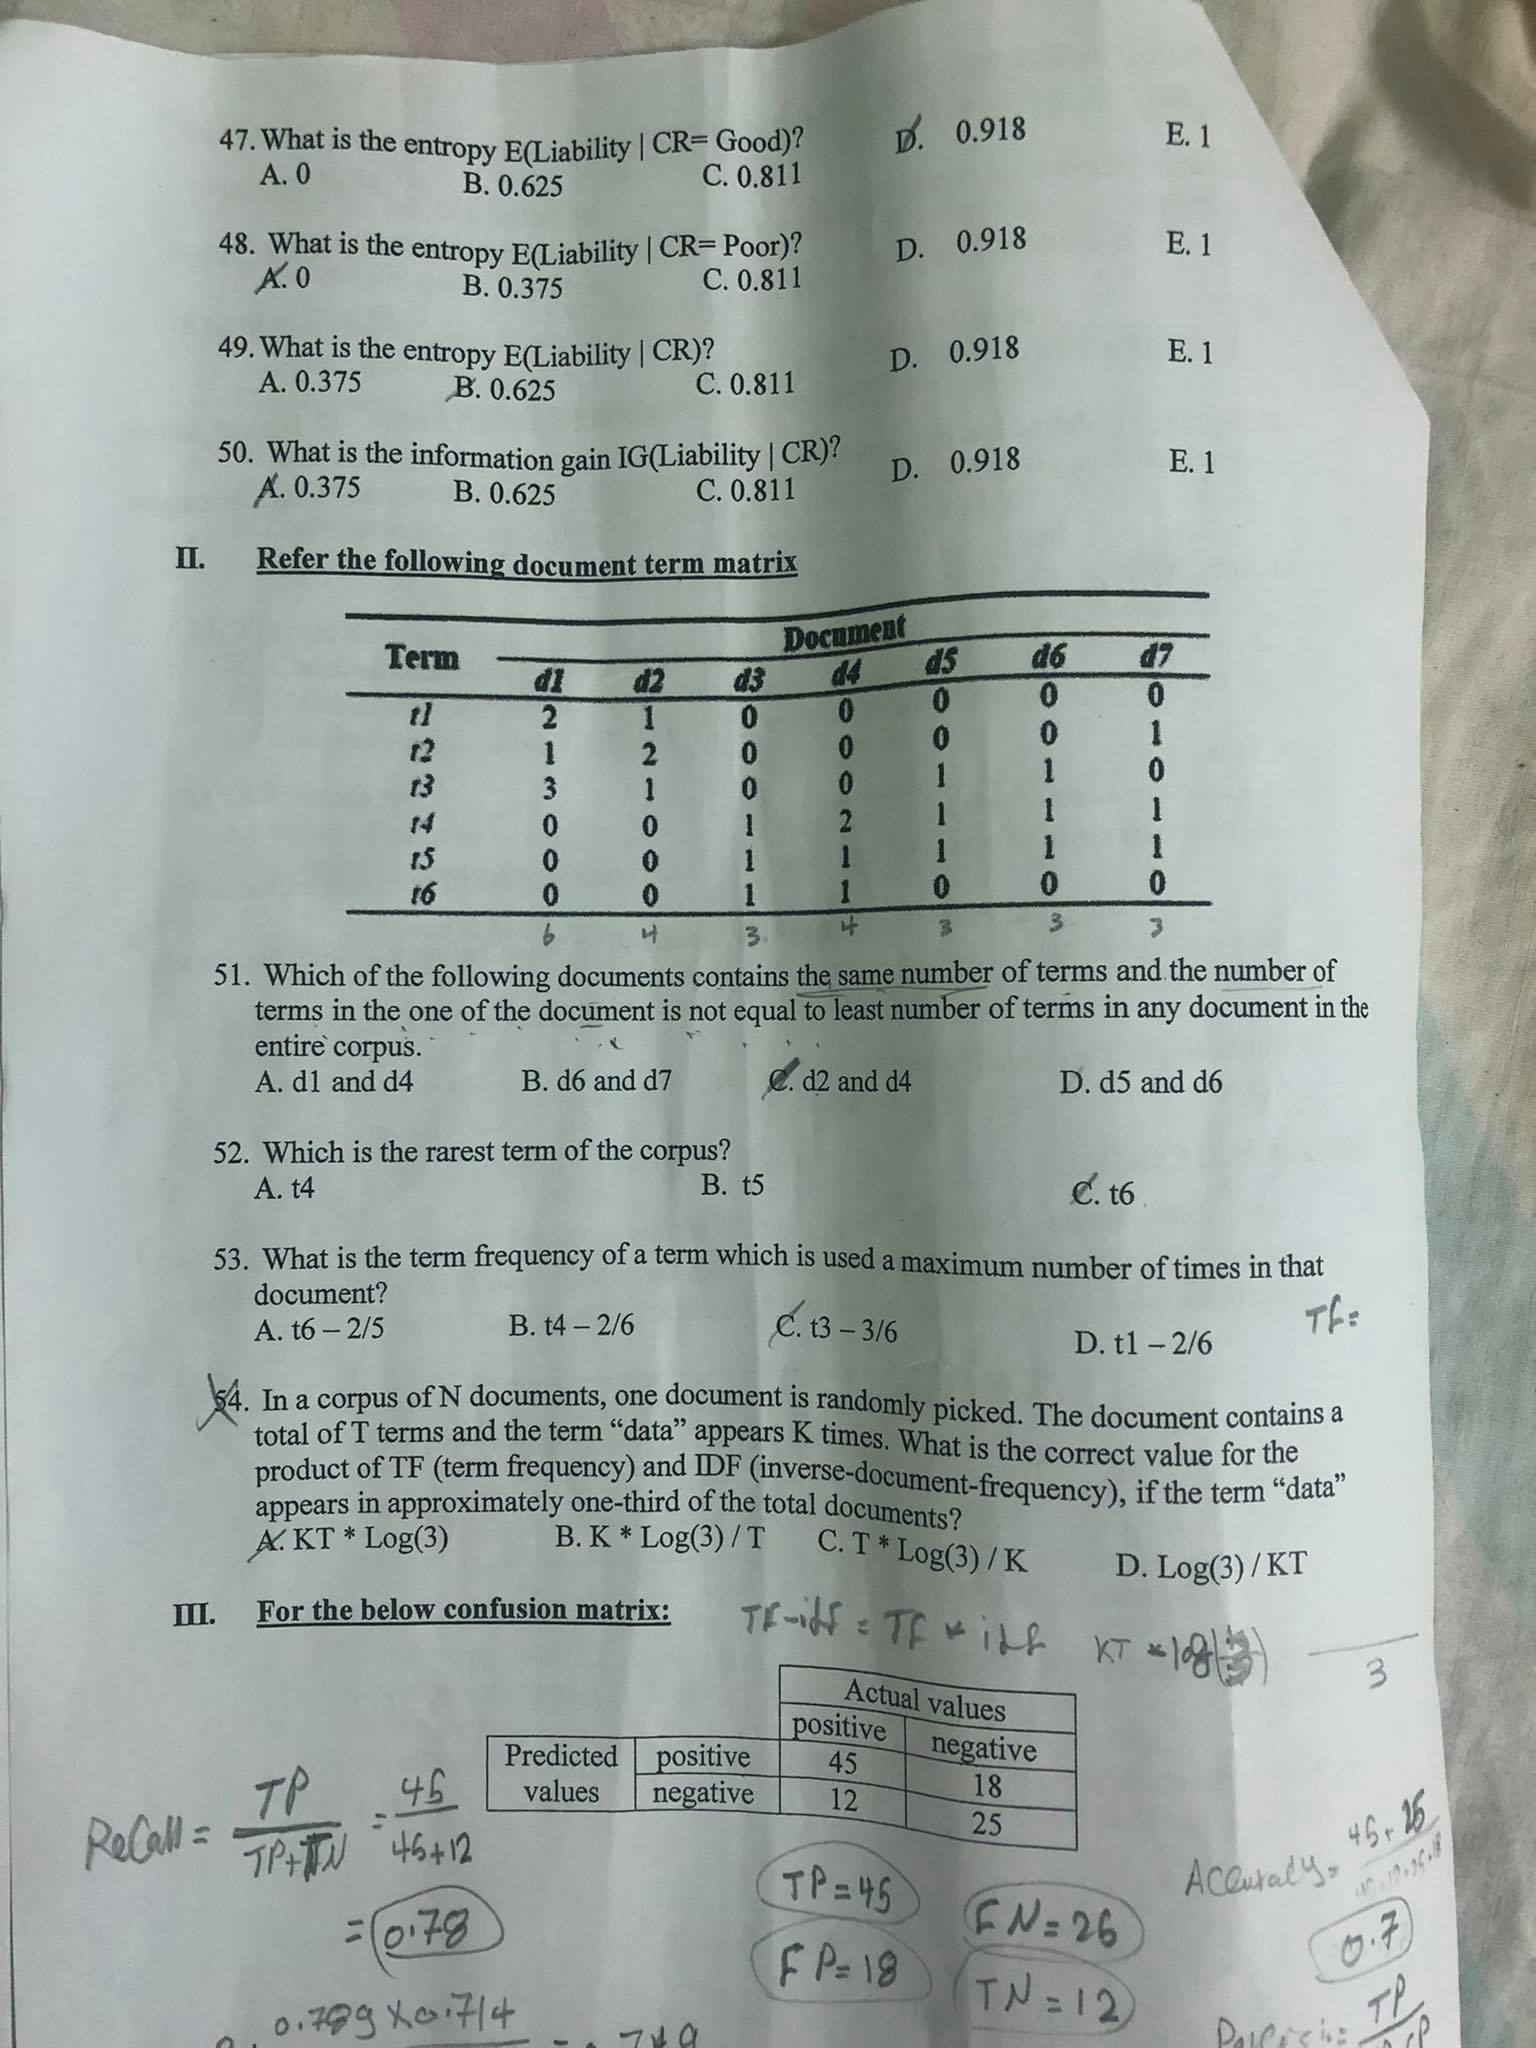 47. What is the entropy E(Liability | CR= Good)?
A. 0 B. 0.625 C. 0.811 D. 0.918 E. 1
48. What is the entropy E(Liability | CR= Poor)?
A. 0 B. 0.375 C. 0.811 D. 0.918 E. 1
49. What is the entropy E(Liability | CR)?
A. 0.375 B. 0.625 C. 0.811 D. 0.918 E. 1
50. What is the information gain IG(Liability | CR)?
A. 0.375 B. 0.625 C. 0.811 D. 0.918 E. 1
II. Refer the following document term matrix
Term Document
d1 d2 d3 d4 d5 d6 d7
t1 2 1 0 0 0 0 0
t2 1 2 0 0 0 0 1
t3 3 1 0 0 1 1 0
t4 0 0 1 2 1 1 1
t5 0 0 1 1 1 1 1
t6 0 0 1 1 0 0 0
6 4 3 4 3 3 3
51. Which of the following documents contains the same number of terms and the number of
terms in the one of the document is not equal to least number of terms in any document in the
entire corpus.
A. d1 and d4 B. d6 and d7 C. d2 and d4 D. d5 and d6
52. Which is the rarest term of the corpus?
A. t4 B. t5 C. t6
53. What is the term frequency of a term which is used a maximum number of times in that
document?
A. t6 – 2/5 B. t4 – 2/6 C. t3 – 3/6 D. t1 – 2/6
Tf=
54. In a corpus of N documents, one document is randomly picked. The document contains a
total of T terms and the term “data” appears K times. What is the correct value for the
product of TF (term frequency) and IDF (inverse-document-frequency), if the term “data”
appears in approximately one-third of the total documents?
A. KT * Log(3) B. K * Log(3) / T C. T * Log(3) / K D. Log(3) / KT
III. For the below confusion matrix:
TF-idf = TF * idf KT * log
3
Actual values
positive negative
Predicted values positive 45 18
negative 12 25
ReCall = TP / TP+TN = 45 / 45+12
= 0.78
TP=45 FN=25
FP=18 TN=12
Accuracy= 45+25
0.7
0.789 x 0.714
TP